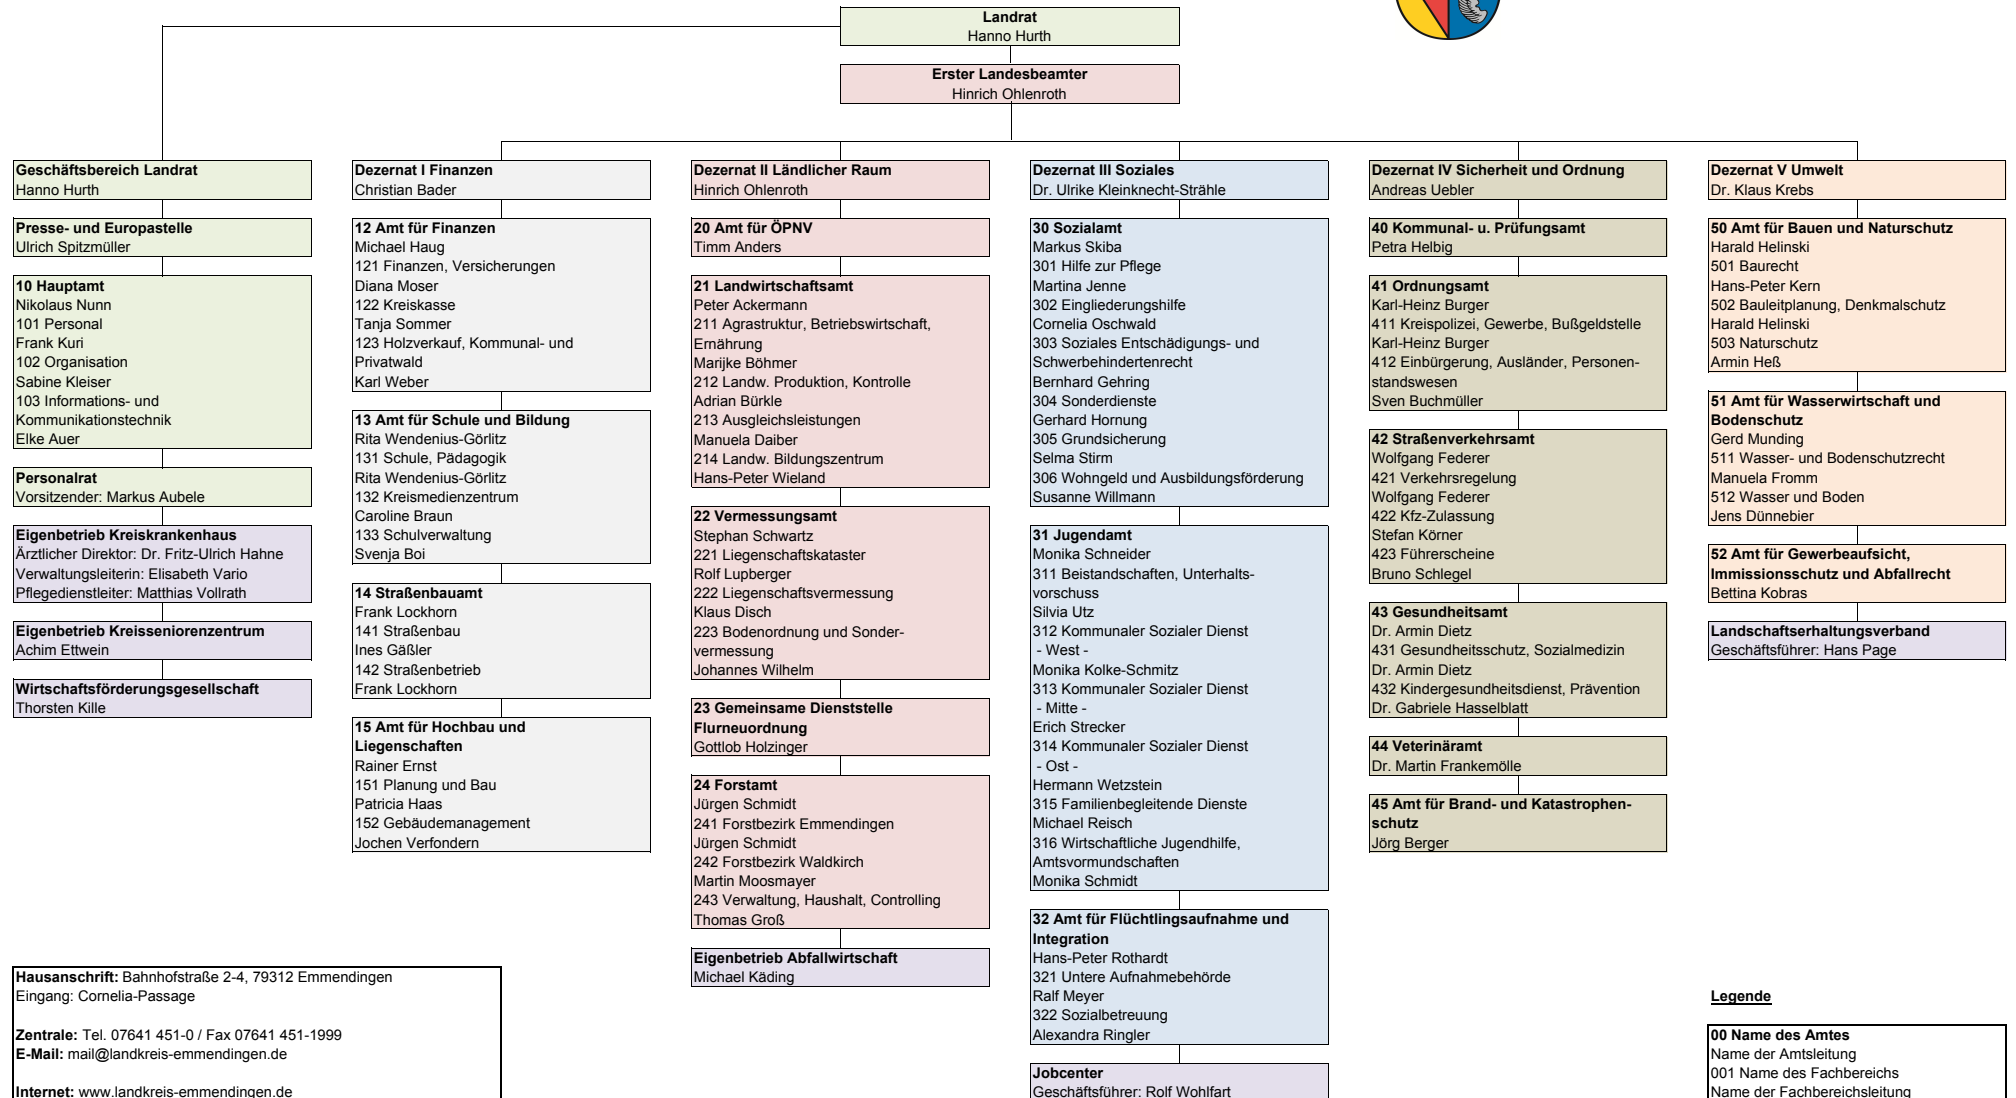 Landrat
Hanno Hurth
Erster Landesbeamter
Hinrich Ohlenroth
Geschäftsbereich Landrat
Hanno Hurth
Presse- und Europastelle
Ulrich Spitzmüller
10 Hauptamt
Nikolaus Nunn
101 Personal
Frank Kuri
102 Organisation
Sabine Kleiser
103 Informations- und
Kommunikationstechnik
Elke Auer
Personalrat
Vorsitzender: Markus Aubele
Eigenbetrieb Kreiskrankenhaus
Ärztlicher Direktor: Dr. Fritz-Ulrich Hahne
Verwaltungsleiterin: Elisabeth Vario
Pflegedienstleiter: Matthias Vollrath
Eigenbetrieb Kreisseniorenzentrum
Achim Ettwein
Wirtschaftsförderungsgesellschaft
Thorsten Kille
Dezernat I Finanzen
Christian Bader
12 Amt für Finanzen
Michael Haug
121 Finanzen, Versicherungen
Diana Moser
122 Kreiskasse
Tanja Sommer
123 Holzverkauf, Kommunal- und
Privatwald
Karl Weber
13 Amt für Schule und Bildung
Rita Wendenius-Görlitz
131 Schule, Pädagogik
Rita Wendenius-Görlitz
132 Kreismedienzentrum
Caroline Braun
133 Schulverwaltung
Svenja Boi
14 Straßenbauamt
Frank Lockhorn
141 Straßenbau
Ines Gäßler
142 Straßenbetrieb
Frank Lockhorn
15 Amt für Hochbau und
Liegenschaften
Rainer Ernst
151 Planung und Bau
Patricia Haas
152 Gebäudemanagement
Jochen Verfondern
Dezernat II Ländlicher Raum
Hinrich Ohlenroth
20 Amt für ÖPNV
Timm Anders
21 Landwirtschaftsamt
Peter Ackermann
211 Agrastruktur, Betriebswirtschaft,
Ernährung
Marijke Böhmer
212 Landw. Produktion, Kontrolle
Adrian Bürkle
213 Ausgleichsleistungen
Manuela Daiber
214 Landw. Bildungszentrum
Hans-Peter Wieland
22 Vermessungsamt
Stephan Schwartz
221 Liegenschaftskataster
Rolf Lupberger
222 Liegenschaftsvermessung
Klaus Disch
223 Bodenordnung und Sonder-
vermessung
Johannes Wilhelm
23 Gemeinsame Dienststelle
Flurneuordnung
Gottlob Holzinger
24 Forstamt
Jürgen Schmidt
241 Forstbezirk Emmendingen
Jürgen Schmidt
242 Forstbezirk Waldkirch
Martin Moosmayer
243 Verwaltung, Haushalt, Controlling
Thomas Groß
Eigenbetrieb Abfallwirtschaft
Michael Käding
Dezernat III Soziales
Dr. Ulrike Kleinknecht-Strähle
30 Sozialamt
Markus Skiba
301 Hilfe zur Pflege
Martina Jenne
302 Eingliederungshilfe
Cornelia Oschwald
303 Soziales Entschädigungs- und
Schwerbehindertenrecht
Bernhard Gehring
304 Sonderdienste
Gerhard Hornung
305 Grundsicherung
Selma Stirm
306 Wohngeld und Ausbildungsförderung
Susanne Willmann
31 Jugendamt
Monika Schneider
311 Beistandschaften, Unterhalts-
vorschuss
Silvia Utz
312 Kommunaler Sozialer Dienst
- West -
Monika Kolke-Schmitz
313 Kommunaler Sozialer Dienst
- Mitte -
Erich Strecker
314 Kommunaler Sozialer Dienst
- Ost -
Hermann Wetzstein
315 Familienbegleitende Dienste
Michael Reisch
316 Wirtschaftliche Jugendhilfe,
Amtsvormundschaften
Monika Schmidt
32 Amt für Flüchtlingsaufnahme und
Integration
Hans-Peter Rothardt
321 Untere Aufnahmebehörde
Ralf Meyer
322 Sozialbetreuung
Alexandra Ringler
Jobcenter
Geschäftsführer: Rolf Wohlfart
Dezernat IV Sicherheit und Ordnung
Andreas Uebler
40 Kommunal- u. Prüfungsamt
Petra Helbig
41 Ordnungsamt
Karl-Heinz Burger
411 Kreispolizei, Gewerbe, Bußgeldstelle
Karl-Heinz Burger
412 Einbürgerung, Ausländer, Personen-
standswesen
Sven Buchmüller
42 Straßenverkehrsamt
Wolfgang Federer
421 Verkehrsregelung
Wolfgang Federer
422 Kfz-Zulassung
Stefan Körner
423 Führerscheine
Bruno Schlegel
43 Gesundheitsamt
Dr. Armin Dietz
431 Gesundheitsschutz, Sozialmedizin
Dr. Armin Dietz
432 Kindergesundheitsdienst, Prävention
Dr. Gabriele Hasselblatt
44 Veterinäramt
Dr. Martin Frankemölle
45 Amt für Brand- und Katastrophen-
schutz
Jörg Berger
Dezernat V Umwelt
Dr. Klaus Krebs
50 Amt für Bauen und Naturschutz
Harald Helinski
501 Baurecht
Hans-Peter Kern
502 Bauleitplanung, Denkmalschutz
Harald Helinski
503 Naturschutz
Armin Heß
51 Amt für Wasserwirtschaft und
Bodenschutz
Gerd Munding
511 Wasser- und Bodenschutzrecht
Manuela Fromm
512 Wasser und Boden
Jens Dünnebier
52 Amt für Gewerbeaufsicht,
Immissionsschutz und Abfallrecht
Bettina Kobras
Landschaftserhaltungsverband
Geschäftsführer: Hans Page
Hausanschrift: Bahnhofstraße 2-4, 79312 Emmendingen
Eingang: Cornelia-Passage
Zentrale: Tel. 07641 451-0 / Fax 07641 451-1999
E-Mail: mail@landkreis-emmendingen.de
Internet: www.landkreis-emmendingen.de
Legende
00 Name des Amtes
Name der Amtsleitung
001 Name des Fachbereichs
Name der Fachbereichsleitung